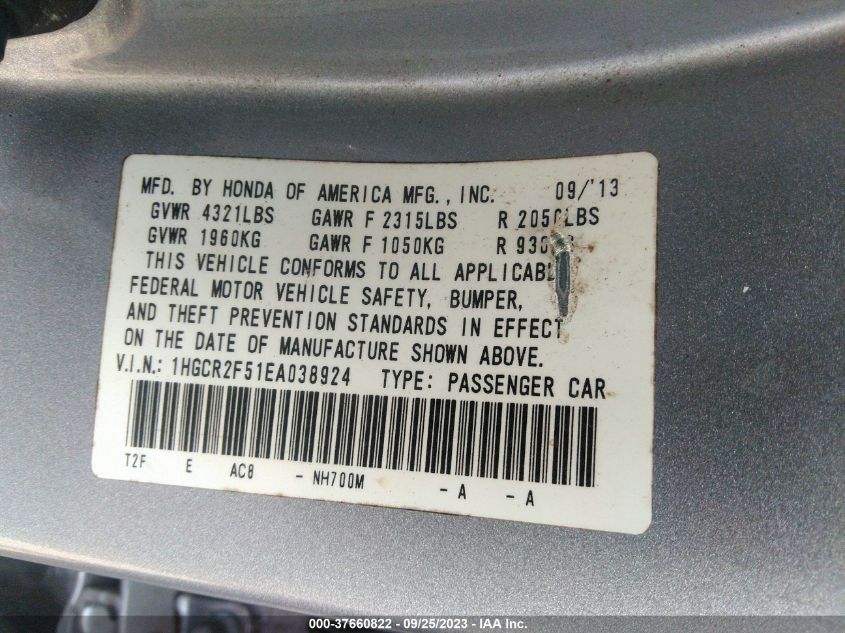 MFD. BY HONDA OF AMERICA MFG., INC. 09/'13
GVWR 4321LBS GAWR F 2315LBS R 2050LBS
GVWR 1960KG GAWR F 1050KG R
THIS VEHICLE CONFORMS TO ALL
FEDERAL MOTOR VEHICLE SAFETY, BUMPER,
AND THEFT PREVENTION STANDARDS IN EFFECT
ON THE DATE OF MANUFACTURE SHOWN ABOVE.
V.I.N.: 1HGCR2F51EA038924 TYPE: PASSENGER CAR
T2F E AC8 - NH700M - A - A
000-37660822 - 09/25/2023 - IAA Inc.